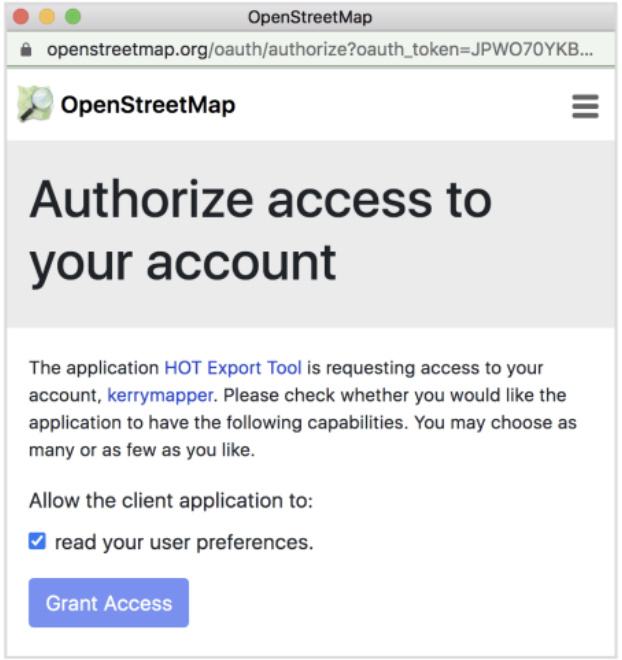 OpenStreetMap
openstreetmap.org/oauth/authorize?oauth_token=JPWO70YKB...
OpenStreetMap
Authorize access to
your account
The application HOT Export Tool is requesting access to your
account, kerrymapper. Please check whether you would like the
application to have the following capabilities. You may choose as
many or as few as you like.
Allow the client application to:
read your user preferences.
Grant Access